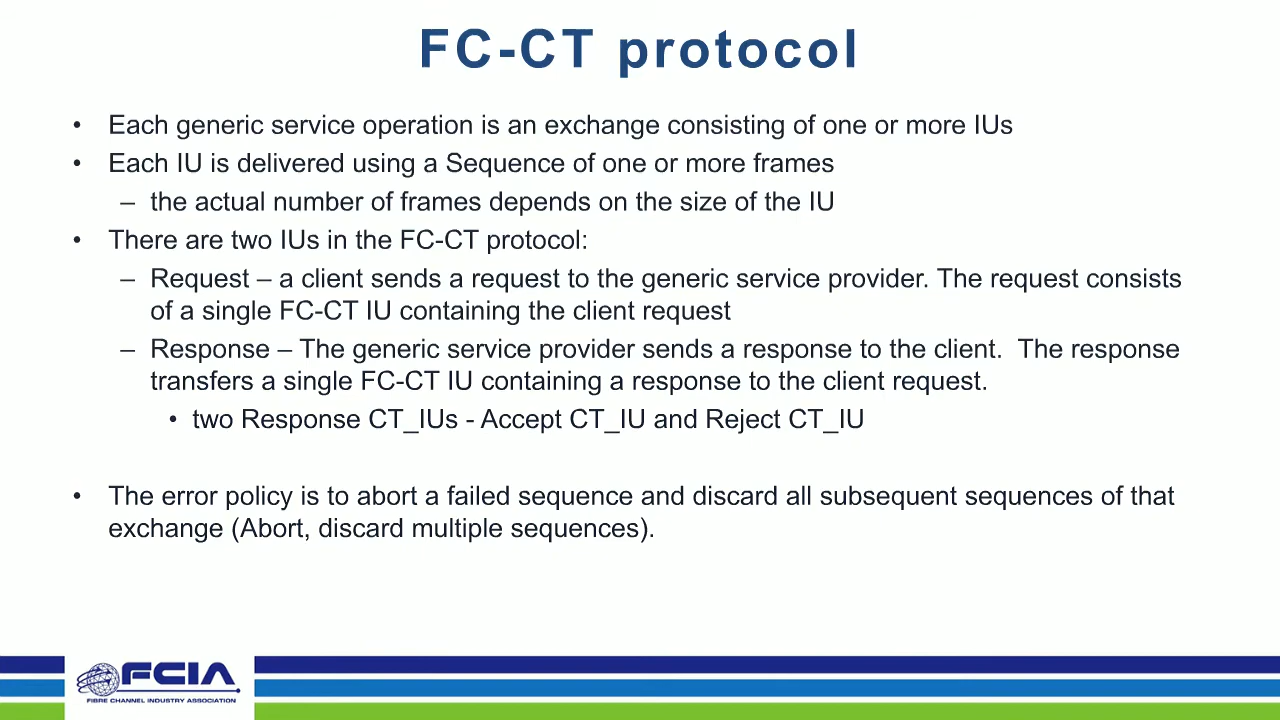 FC-CT protocol
• Each generic service operation is an exchange consisting of one or more IUs
• Each IU is delivered using a Sequence of one or more frames
– the actual number of frames depends on the size of the IU
• There are two IUs in the FC-CT protocol:
– Request – a client sends a request to the generic service provider. The request consists
of a single FC-CT IU containing the client request
– Response – The generic service provider sends a response to the client.  The response
transfers a single FC-CT IU containing a response to the client request.
• two Response CT_IUs - Accept CT_IU and Reject CT_IU
• The error policy is to abort a failed sequence and discard all subsequent sequences of that
exchange (Abort, discard multiple sequences).
FCIA
FIBRE CHANNEL INDUSTRY ASSOCIATION